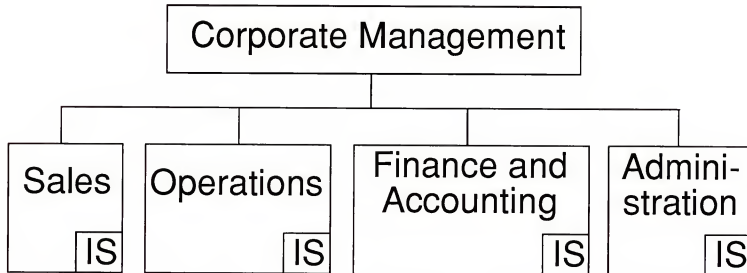 Corporate Management
Sales
Operations
Finance and
Accounting
Admini-
stration
IS
IS
IS
IS